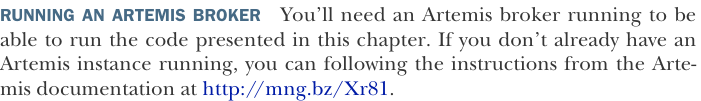 RUNNING AN ARTEMIS BROKER You’ll need an Artemis broker running to be
able to run the code presented in this chapter. If you don’t already have an
Artemis instance running, you can following the instructions from the Arte-
mis documentation at http://mng.bz/Xr81.